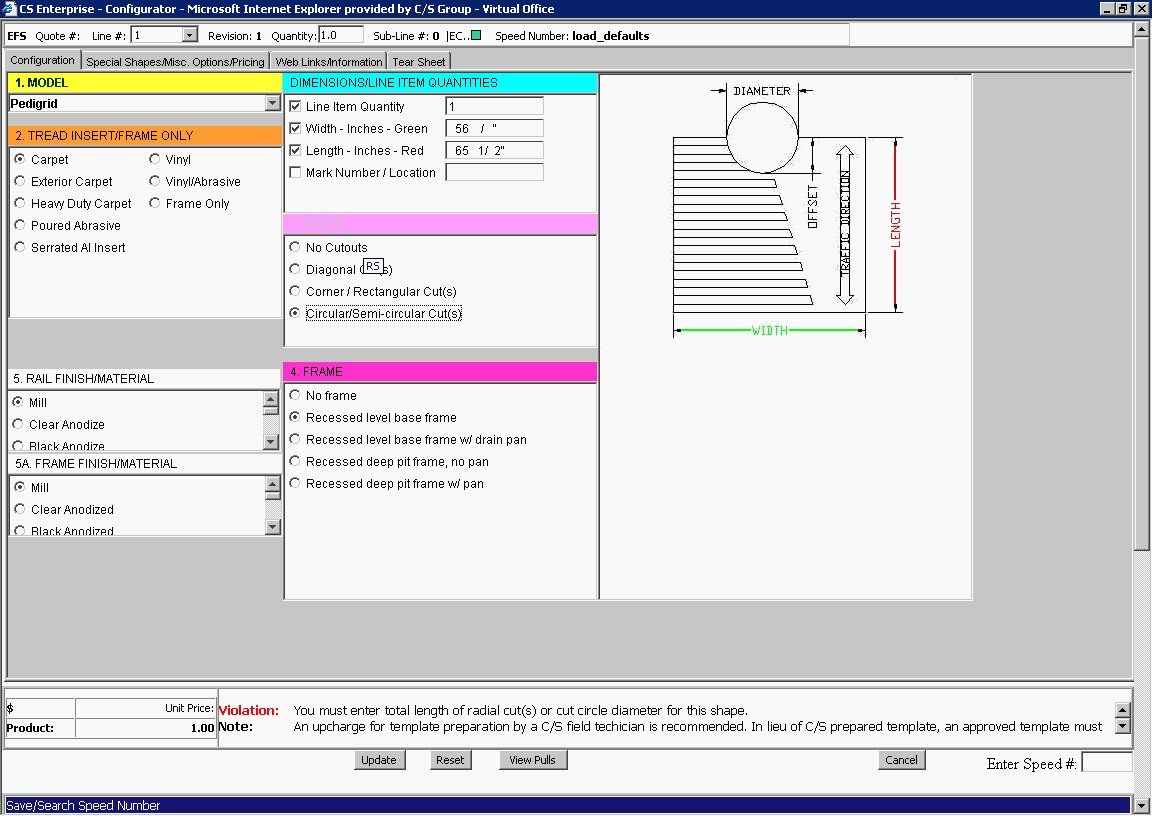 CS Enterprise - Configurator - Microsoft Internet Explorer provided by C/S Group - Virtual Office
EFS Quote #: Line #: 1 Revision: 1 Quantity: 1.0 Sub-Line #: 0 |EC.. Speed Number: load_defaults
Configuration Special Shapes/Misc. Options/Pricing Web Links/Information Tear Sheet
1. MODEL
Pedigrid
2. TREAD INSERT/FRAME ONLY
Carpet Vinyl
Exterior Carpet Vinyl/Abrasive
Heavy Duty Carpet Frame Only
Poured Abrasive
Serrated Al Insert
5. RAIL FINISH/MATERIAL
Mill
Clear Anodize
Black Anodize
5A. FRAME FINISH/MATERIAL
Mill
Clear Anodized
Black Anodized
DIMENSIONS/LINE ITEM QUANTITIES
Line Item Quantity 1
Width - Inches - Green 56 / "
Length - Inches - Red 65 1/ 2"
Mark Number / Location
No Cutouts
Diagonal C (s)
RS
Corner / Rectangular Cut(s)
Circular/Semi-circular Cut(s)
4. FRAME
No frame
Recessed level base frame
Recessed level base frame w/ drain pan
Recessed deep pit frame, no pan
Recessed deep pit frame w/ pan
DIAMETER
OFFSET
TRAFFIC DIRECTION
LENGTH
WIDTH
$ Unit Price:
Product: 1.00
Violation: You must enter total length of radial cut(s) or cut circle diameter for this shape.
Note: An upcharge for template preparation by a C/S field techician is recommended. In lieu of C/S prepared template, an approved template must
Update Reset View Pulls Cancel Enter Speed #:
Save/Search Speed Number